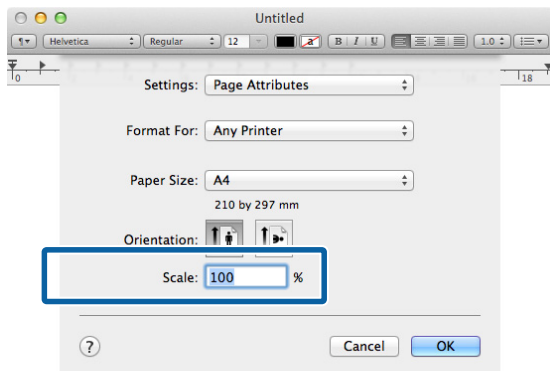 Untitled
¶ Helvetica Regular 12 a B I U 1.0
0 18
Settings: Page Attributes
Format For: Any Printer
Paper Size: A4
210 by 297 mm
Orientation:
Scale: 100 %
? Cancel OK